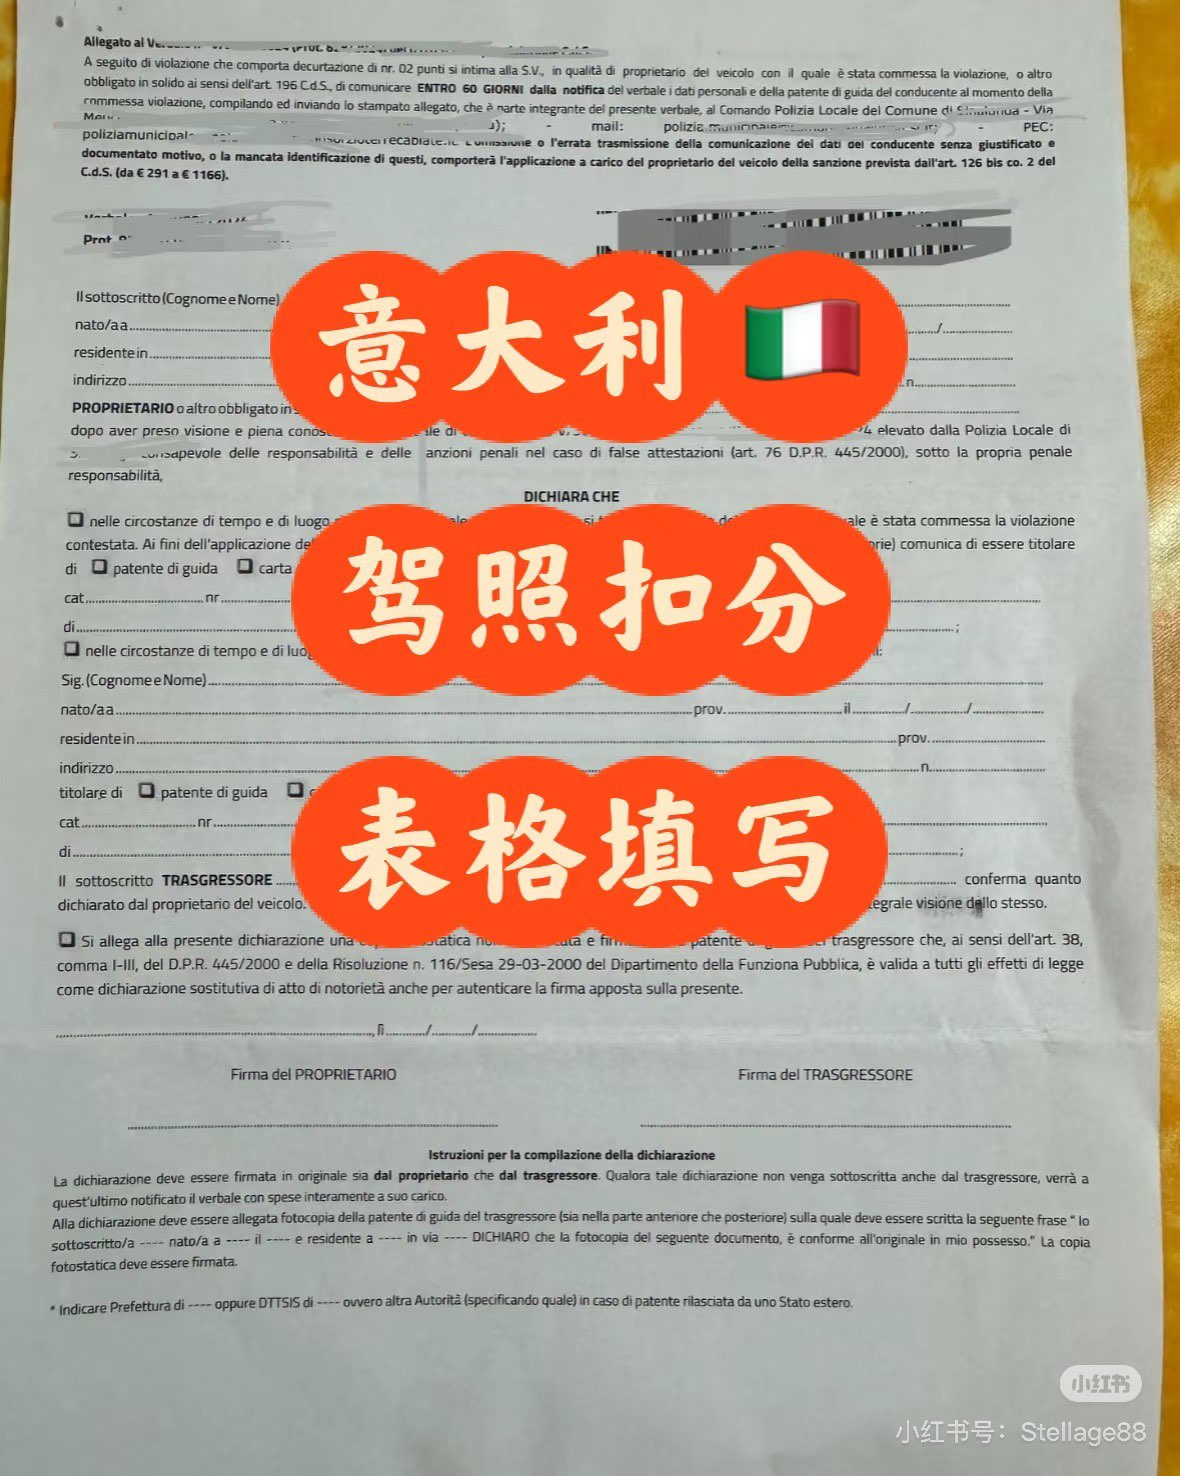 Allegato al
A seguito di violazione che comporta decurtazione di nr. 02 punti si intima alla S.V., in qualità di proprietario del veicolo con il quale è stata commessa la violazione, o altro
obbligato in solido ai sensi dell'art. 196 C.d.S., di comunicare ENTRO 60 GIORNI dalla notifica del verbale i dati personali e della patente di guida del conducente al momento della
commessa violazione, compilando ed inviando lo stampato allegato, che è parte integrante del presente verbale, al Comando Polizia Locale del Comune di - Via
- mail: - PEC:
o l'errata trasmissione della comunicazione dei dati del conducente senza giustificato e
documentato motivo, o la mancata identificazione di questi, comporterà l'applicazione a carico del proprietario del veicolo della sanzione prevista dall'art. 126 bis co. 2 del
C.d.S. (da € 291 a € 1166).
Prot.
Il sottoscritto (Cognome e Nome)
意大利 🇮🇹
nato/a a
residente in
indirizzo n.
PROPRIETARIO o altro obbligato in
dopo aver preso visione e piena elevato dalla Polizia Locale di
consapevole delle responsabilità e delle anzioni penali nel caso di false attestazioni (art. 76 D.P.R. 445/2000), sotto la propria penale
responsabilità,
DICHIARA CHE
nelle circostanze di tempo e di luogo è stata commessa la violazione
contestata. Ai fini dell'applicazione comunica di essere titolare
di patente di guida carta
驾照扣分
cat. nr.
di ;
nelle circostanze di tempo e di
Sig. (Cognome e Nome)
nato/a a prov. il / /
residente in prov.
indirizzo n.
titolare di patente di guida
表格填写
cat. nr.
di ;
Il sottoscritto TRASGRESSORE conferma quanto
dichiarato dal proprietario del veicolo. visione dello stesso.
Si allega alla presente dichiarazione una patente trasgressore che, ai sensi dell'art. 38,
comma I-III, del D.P.R. 445/2000 e della Risoluzione n. 116/Sesa 29-03-2000 del Dipartimento della Funziona Pubblica, è valida a tutti gli effetti di legge
come dichiarazione sostitutiva di atto di notorietà anche per autenticare la firma apposta sulla presente.
, lì / /
Firma del PROPRIETARIO Firma del TRASGRESSORE
Istruzioni per la compilazione della dichiarazione
La dichiarazione deve essere firmata in originale sia dal proprietario che dal trasgressore. Qualora tale dichiarazione non venga sottoscritta anche dal trasgressore, verrà a
quest'ultimo notificato il verbale con spese interamente a suo carico.
Alla dichiarazione deve essere allegata fotocopia della patente di guida del trasgressore (sia nella parte anteriore che posteriore) sulla quale deve essere scritta la seguente frase " Io
sottoscritto/a ---- nato/a a ---- il ---- e residente a ---- in via ---- DICHIARO che la fotocopia del seguente documento, è conforme all'originale in mio possesso." La copia
fotostatica deve essere firmata.
* Indicare Prefettura di ---- oppure DTTSIS di ---- ovvero altra Autorità (specificando quale) in caso di patente rilasciata da uno Stato estero.
小红书
小红书号：Stellage88